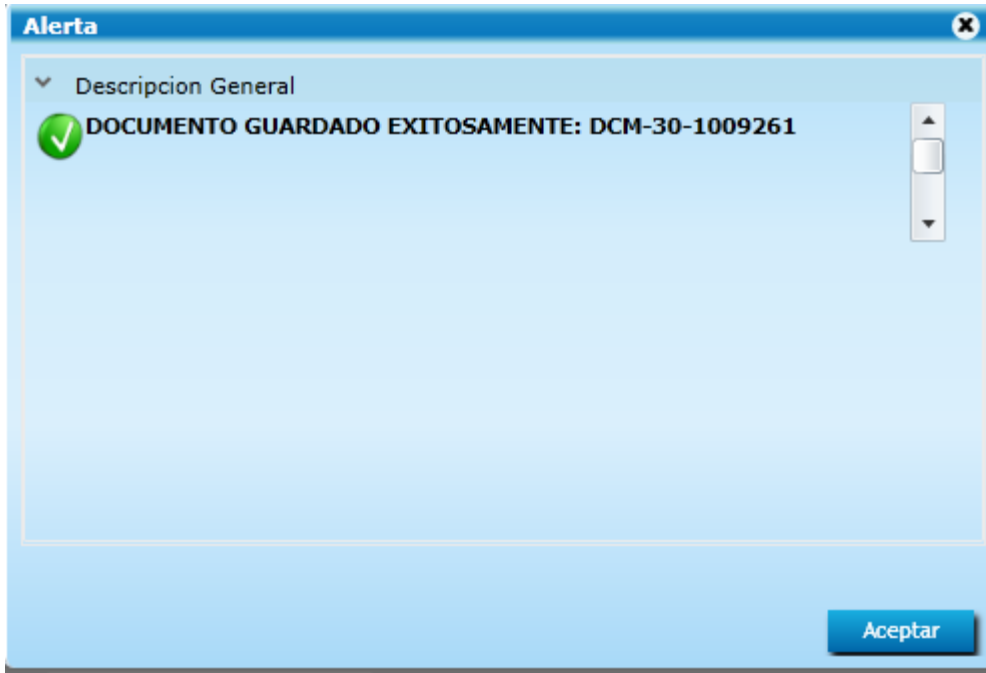 Alerta
Descripcion General
DOCUMENTO GUARDADO EXITOSAMENTE: DCM-30-1009261
Aceptar